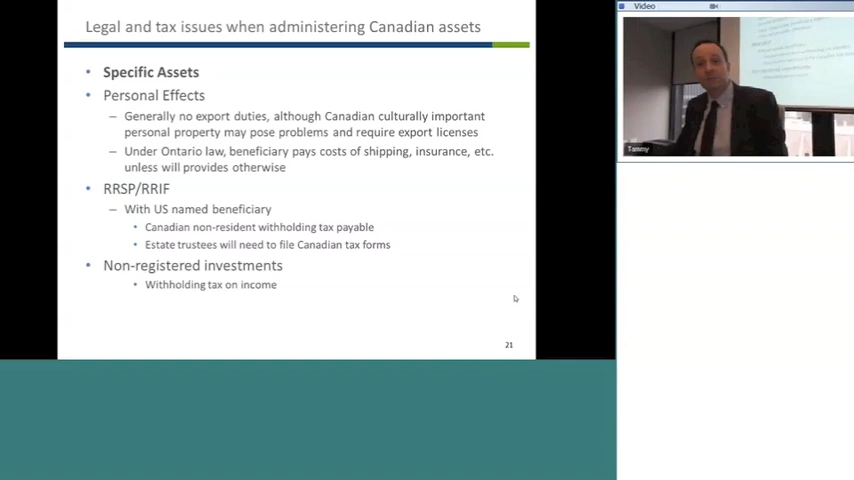 Legal and tax issues when administering Canadian assets
• Specific Assets
• Personal Effects
– Generally no export duties, although Canadian culturally important
personal property may pose problems and require export licenses
– Under Ontario law, beneficiary pays costs of shipping, insurance, etc.
unless will provides otherwise
• RRSP/RRIF
– With US named beneficiary
• Canadian non-resident withholding tax payable
• Estate trustees will need to file Canadian tax forms
• Non-registered investments
• Withholding tax on income
21
Video
Tammy